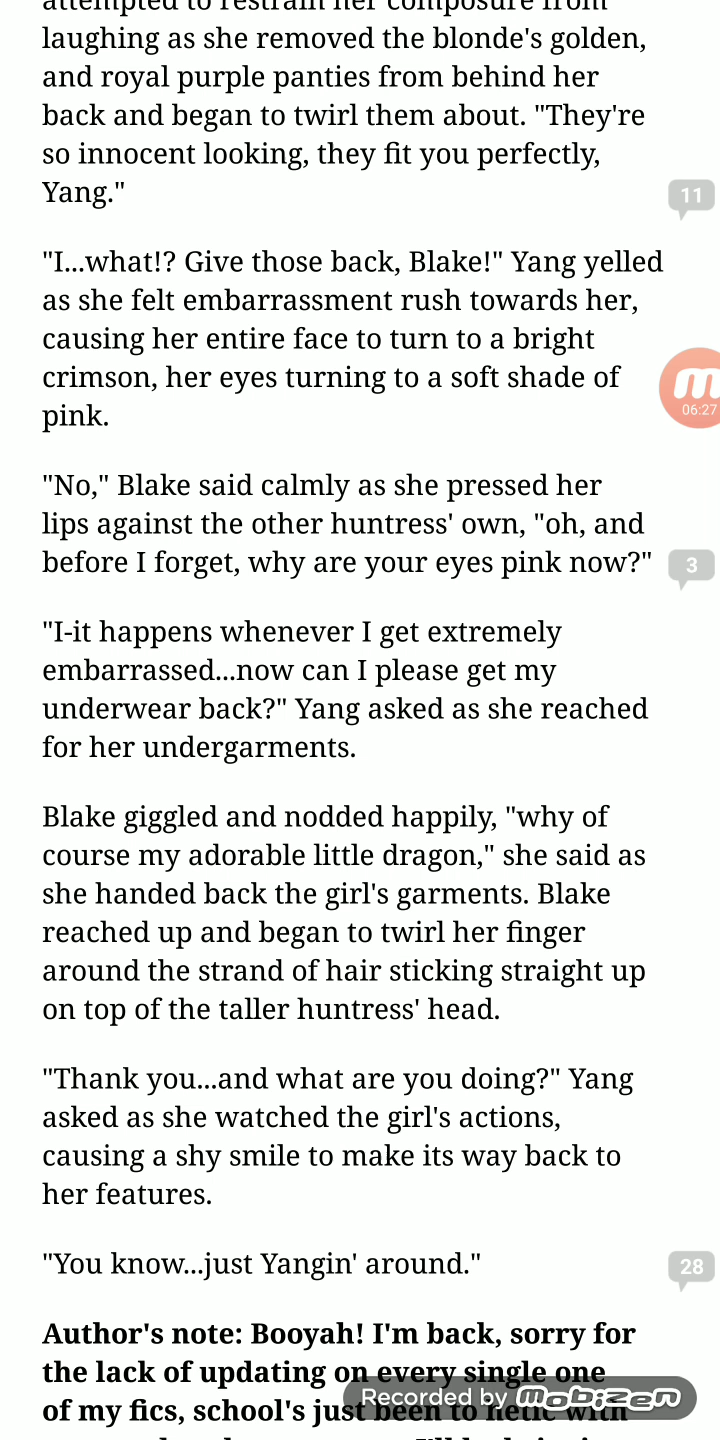 attempted to restrain her composure from
laughing as she removed the blonde's golden,
and royal purple panties from behind her
back and began to twirl them about. "They're
so innocent looking, they fit you perfectly,
Yang."
11
"I...what!? Give those back, Blake!" Yang yelled
as she felt embarrassment rush towards her,
causing her entire face to turn to a bright
crimson, her eyes turning to a soft shade of
pink.
06:27
"No," Blake said calmly as she pressed her
lips against the other huntress' own, "oh, and
before I forget, why are your eyes pink now?"
3
"I-it happens whenever I get extremely
embarrassed...now can I please get my
underwear back?" Yang asked as she reached
for her undergarments.
Blake giggled and nodded happily, "why of
course my adorable little dragon," she said as
she handed back the girl's garments. Blake
reached up and began to twirl her finger
around the strand of hair sticking straight up
on top of the taller huntress' head.
"Thank you...and what are you doing?" Yang
asked as she watched the girl's actions,
causing a shy smile to make its way back to
her features.
"You know...just Yangin' around."
28
Author's note: Booyah! I'm back, sorry for
the lack of updating on every single one
of my fics, school's just been to hetic with
Recorded by mobizen